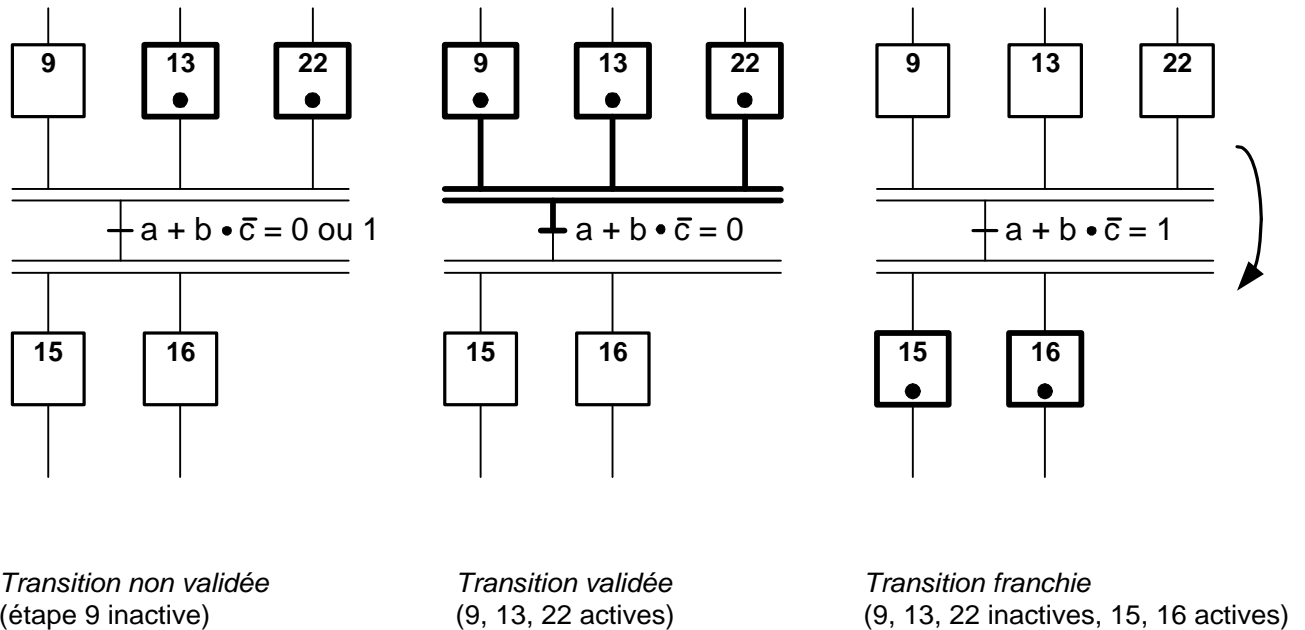 9 13 22 9 13 22 9 13 22
a + b • c̄ = 0 ou 1 a + b • c̄ = 0 a + b • c̄ = 1
15 16 15 16 15 16
Transition non validée Transition validée Transition franchie
(étape 9 inactive) (9, 13, 22 actives) (9, 13, 22 inactives, 15, 16 actives)